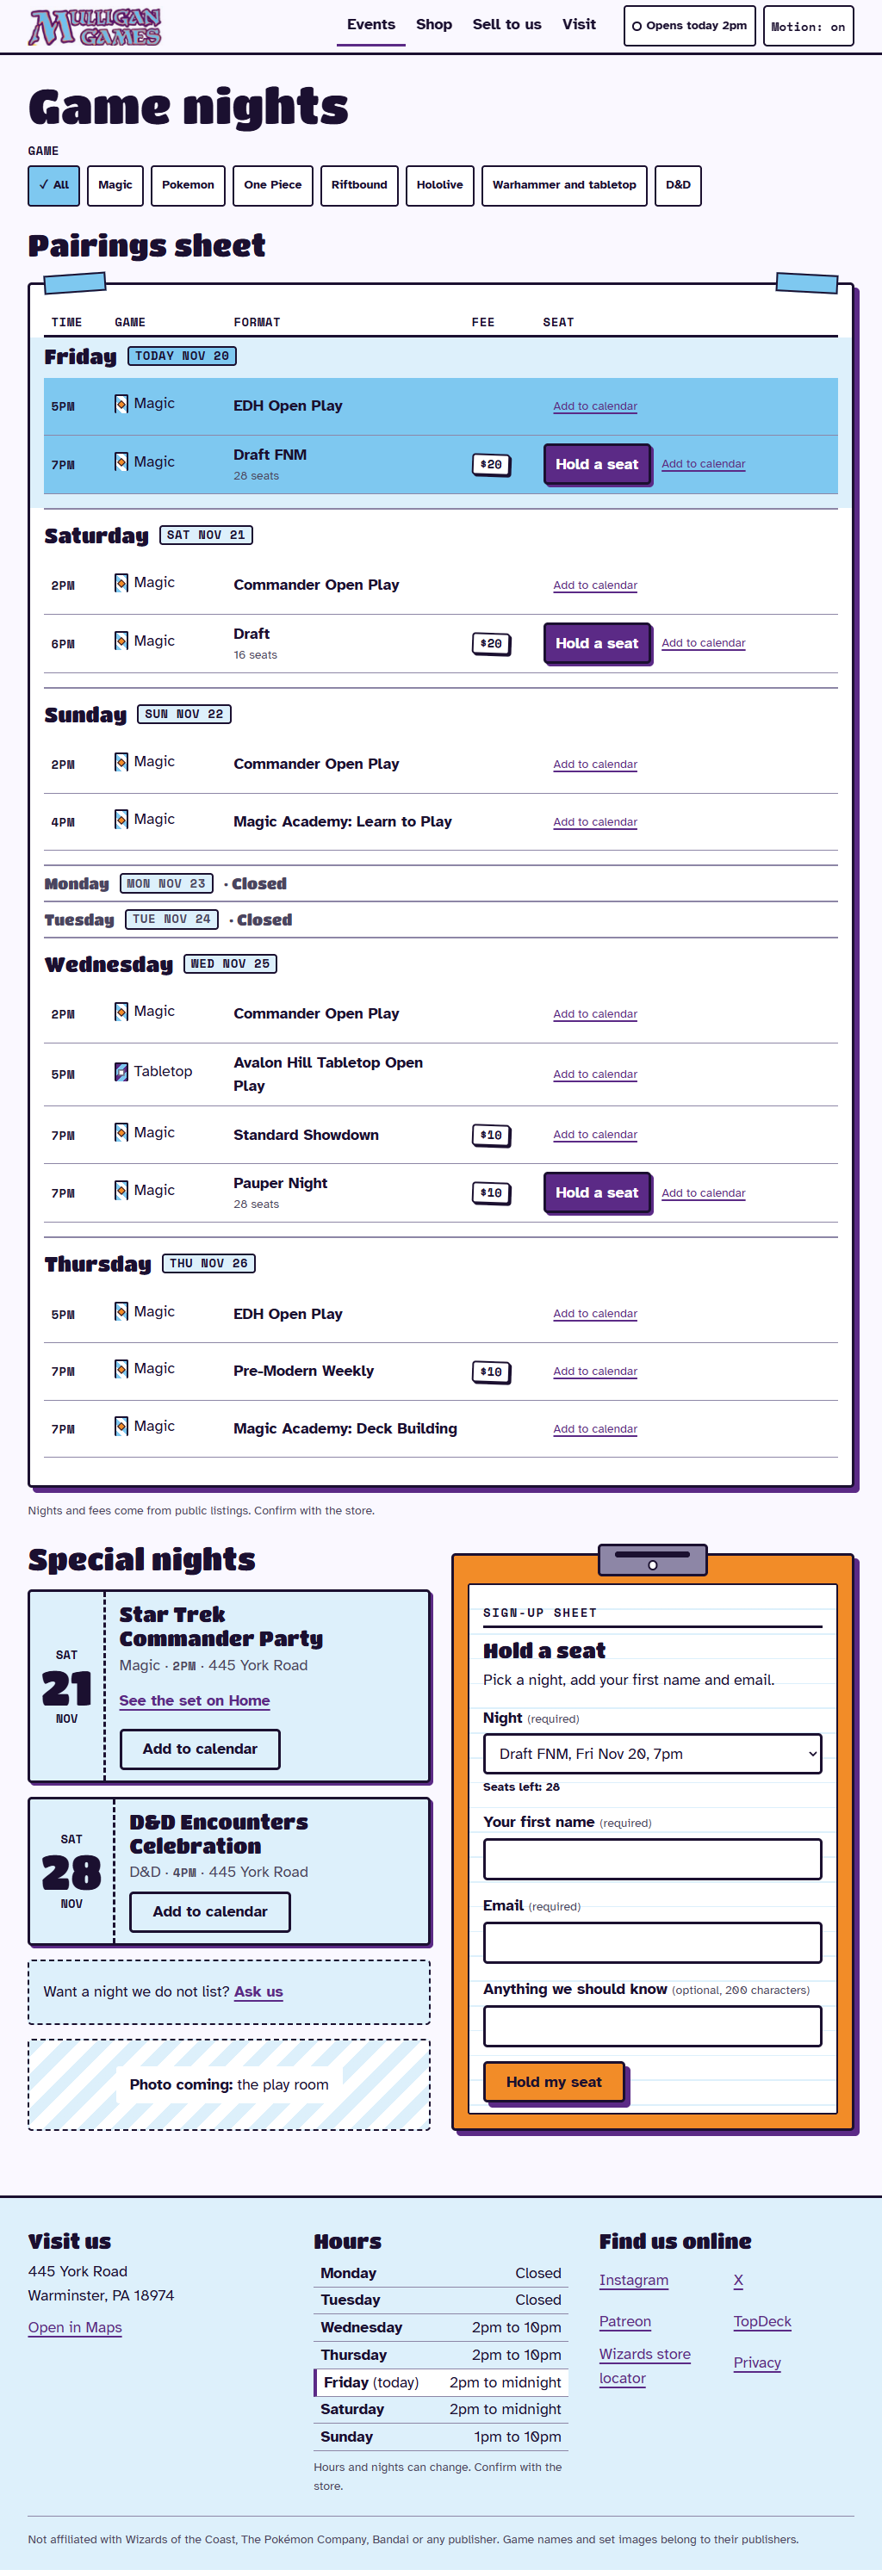 MULLIGAN GAMES
Events Shop Sell to us Visit Opens today 2pm Motion: on
Game nights
GAME
✓ All Magic Pokemon One Piece Riftbound Hololive Warhammer and tabletop D&D
Pairings sheet
TIME GAME FORMAT FEE SEAT
Friday TODAY NOV 20
5PM Magic EDH Open Play Add to calendar
7PM Magic Draft FNM $20 Hold a seat Add to calendar
28 seats
Saturday SAT NOV 21
2PM Magic Commander Open Play Add to calendar
6PM Magic Draft $20 Hold a seat Add to calendar
16 seats
Sunday SUN NOV 22
2PM Magic Commander Open Play Add to calendar
4PM Magic Magic Academy: Learn to Play Add to calendar
Monday MON NOV 23 · Closed
Tuesday TUE NOV 24 · Closed
Wednesday WED NOV 25
2PM Magic Commander Open Play Add to calendar
5PM Tabletop Avalon Hill Tabletop Open Add to calendar
Play
7PM Magic Standard Showdown $10 Add to calendar
7PM Magic Pauper Night $10 Hold a seat Add to calendar
28 seats
Thursday THU NOV 26
5PM Magic EDH Open Play Add to calendar
7PM Magic Pre-Modern Weekly $10 Add to calendar
7PM Magic Magic Academy: Deck Building Add to calendar
Nights and fees come from public listings. Confirm with the store.
Special nights
SAT
21
NOV
Star Trek
Commander Party
Magic · 2PM · 445 York Road
See the set on Home
Add to calendar
SAT
28
NOV
D&D Encounters
Celebration
D&D · 4PM · 445 York Road
Add to calendar
Want a night we do not list? Ask us
Photo coming: the play room
SIGN-UP SHEET
Hold a seat
Pick a night, add your first name and email.
Night (required)
Draft FNM, Fri Nov 20, 7pm
Seats left: 28
Your first name (required)
Email (required)
Anything we should know (optional, 200 characters)
Hold my seat
Visit us
445 York Road
Warminster, PA 18974
Open in Maps
Hours
Monday Closed
Tuesday Closed
Wednesday 2pm to 10pm
Thursday 2pm to 10pm
Friday (today) 2pm to midnight
Saturday 2pm to midnight
Sunday 1pm to 10pm
Hours and nights can change. Confirm with the
store.
Find us online
Instagram X
Patreon TopDeck
Wizards store
locator
Privacy
Not affiliated with Wizards of the Coast, The Pokémon Company, Bandai or any publisher. Game names and set images belong to their publishers.